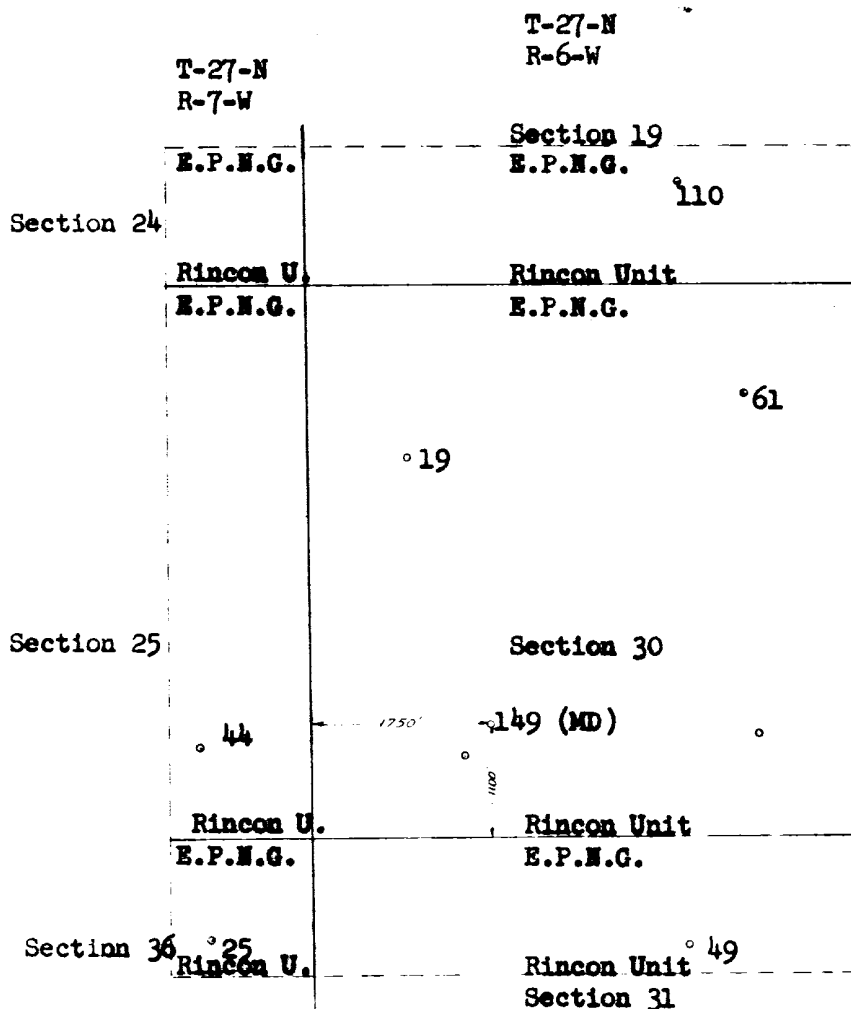 T-27-N
R-6-W
T-27-N
R-7-W
Section 19
E.P.N.G.
E.P.N.G.
110
Section 24
Rincon U.
Rincon Unit
E.P.N.G.
E.P.N.G.
61
19
Section 25
Section 30
44
1750'
149 (MD)
1100'
Rincon U.
Rincon Unit
E.P.N.G.
E.P.N.G.
Section 36
25
49
Rincon U.
Rincon Unit
Section 31